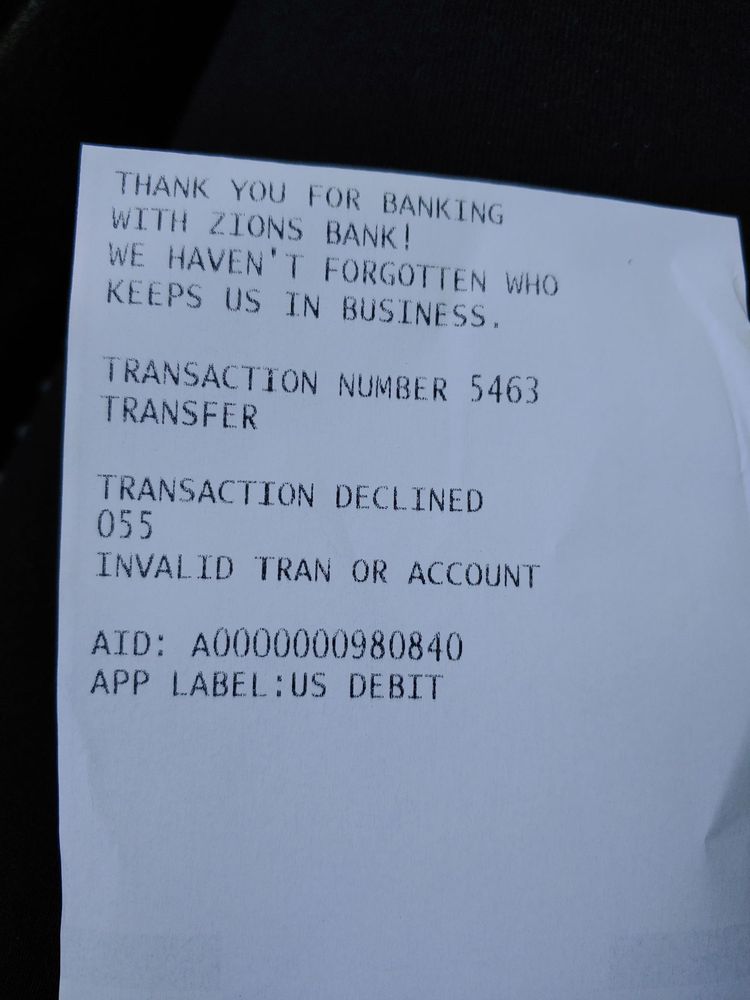 THANK YOU FOR BANKING
WITH ZIONS BANK!
WE HAVEN'T FORGOTTEN WHO
KEEPS US IN BUSINESS.
TRANSACTION NUMBER 5463
TRANSFER
TRANSACTION DECLINED
055
INVALID TRAN OR ACCOUNT
AID: A0000000980840
APP LABEL:US DEBIT